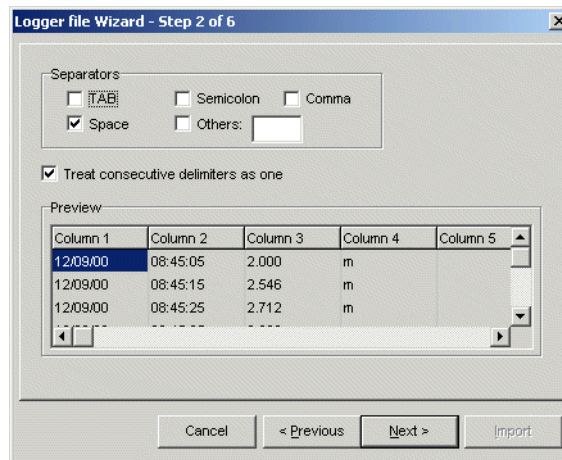 Logger file Wizard - Step 2 of 6
Separators
TAB Semicolon Comma
Space Others:
Treat consecutive delimiters as one
Preview
Column 1 Column 2 Column 3 Column 4 Column 5
12/09/00 08:45:05 2.000 m
12/09/00 08:45:15 2.546 m
12/09/00 08:45:25 2.712 m
Cancel < Previous Next > Import